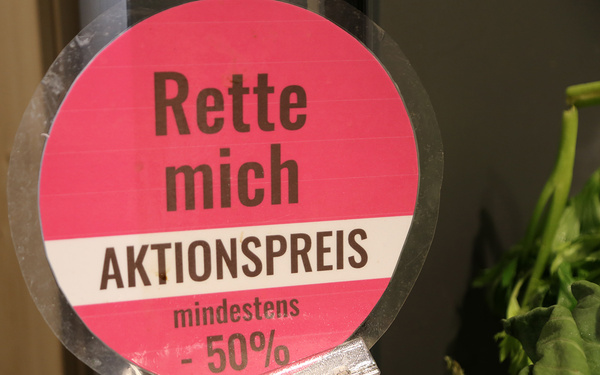 Rette
mich
AKTIONSPREIS
mindestens
- 50%